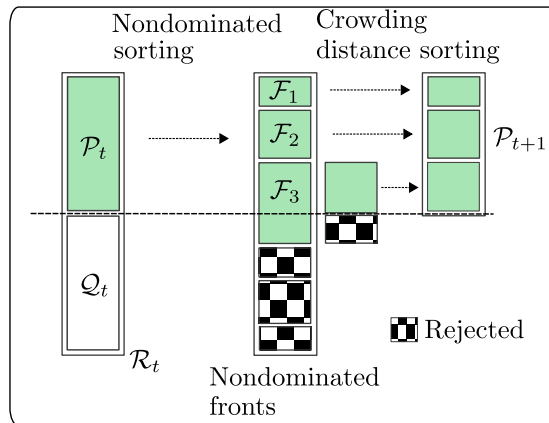 Nondominated
sorting
Crowding
distance sorting
𝒫ₜ
ℱ₁
ℱ₂
ℱ₃
𝒫ₜ₊₁
𝒬ₜ
ℛₜ
Rejected
Nondominated
fronts